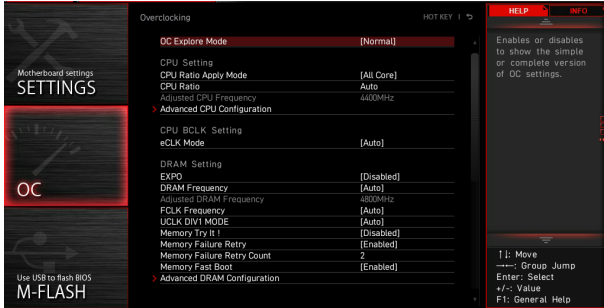 Overclocking
HOT KEY |
HELP
INFO
Motherboard settings
SETTINGS
OC
Use USB to flash BIOS
M-FLASH
OC Explore Mode [Normal]
CPU Setting
CPU Ratio Apply Mode [All Core]
CPU Ratio Auto
Adjusted CPU Frequency 4400MHz
> Advanced CPU Configuration
CPU BCLK Setting
eCLK Mode [Auto]
DRAM Setting
EXPO [Disabled]
DRAM Frequency [Auto]
Adjusted DRAM Frequency 4800MHz
FCLK Frequency [Auto]
UCLK DIV1 MODE [Auto]
Memory Try It ! [Disabled]
Memory Failure Retry [Enabled]
Memory Failure Retry Count 2
Memory Fast Boot [Enabled]
> Advanced DRAM Configuration
Enables or disables
to show the simple
or complete version
of OC settings.
↑↓: Move
→←: Group Jump
Enter: Select
+/-: Value
F1: General Help